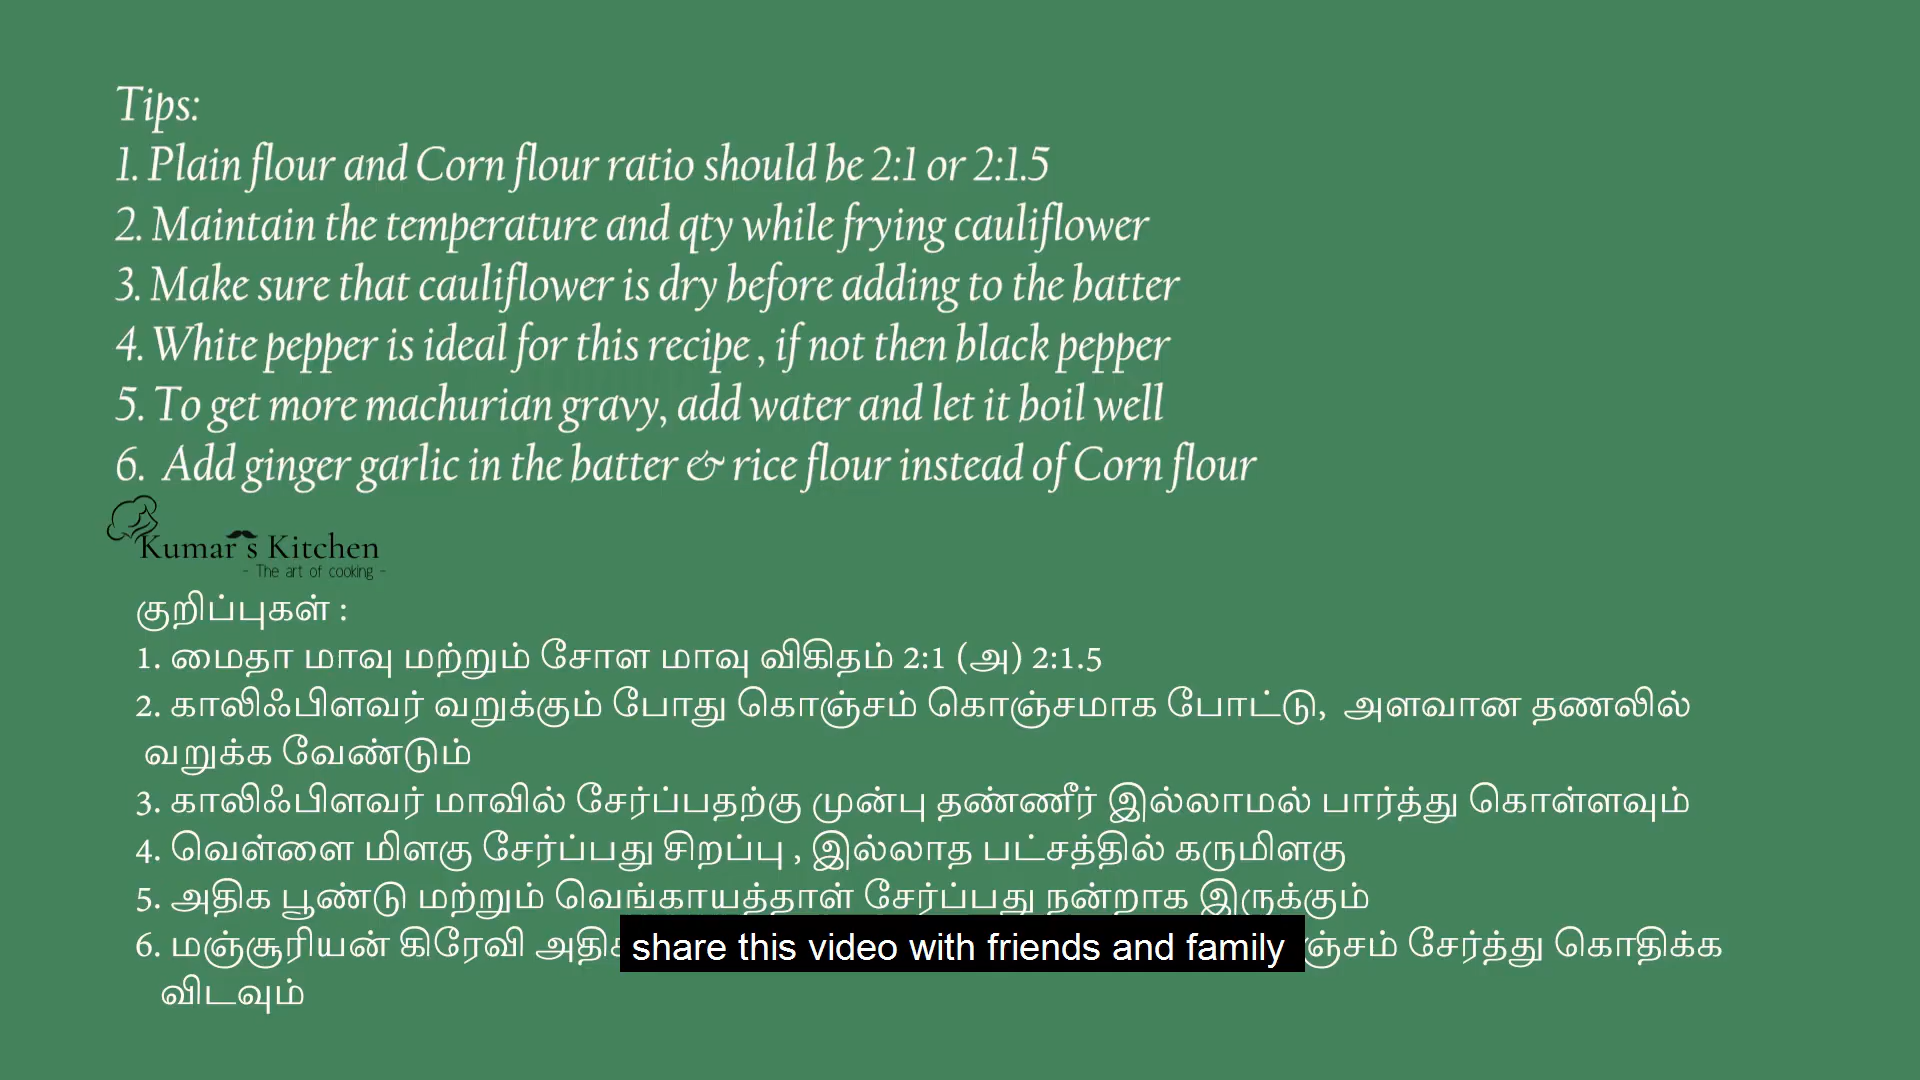 Tips:
1. Plain flour and Corn flour ratio should be 2:1 or 2:1.5
2. Maintain the temperature and qty while frying cauliflower
3. Make sure that cauliflower is dry before adding to the batter
4. White pepper is ideal for this recipe , if not then black pepper
5. To get more machurian gravy, add water and let it boil well
6. Add ginger garlic in the batter & rice flour instead of Corn flour
Kumar's Kitchen
- The art of cooking -
குறிப்புகள் :
1. மைதா மாவு மற்றும் சோள மாவு விகிதம் 2:1 (அ) 2:1.5
2. காலிஃபிளவர் வறுக்கும் போது கொஞ்சம் கொஞ்சமாக போட்டு, அளவான தணலில்
வறுக்க வேண்டும்
3. காலிஃபிளவர் மாவில் சேர்ப்பதற்கு முன்பு தண்ணீர் இல்லாமல் பார்த்து கொள்ளவும்
4. வெள்ளை மிளகு சேர்ப்பது சிறப்பு , இல்லாத பட்சத்தில் கருமிளகு
5. அதிக பூண்டு மற்றும் வெங்காயத்தாள் சேர்ப்பது நன்றாக இருக்கும்
6. மஞ்சூரியன் கிரேவி சேர்த்து கொதிக்க
share this video with friends and family
விடவும்